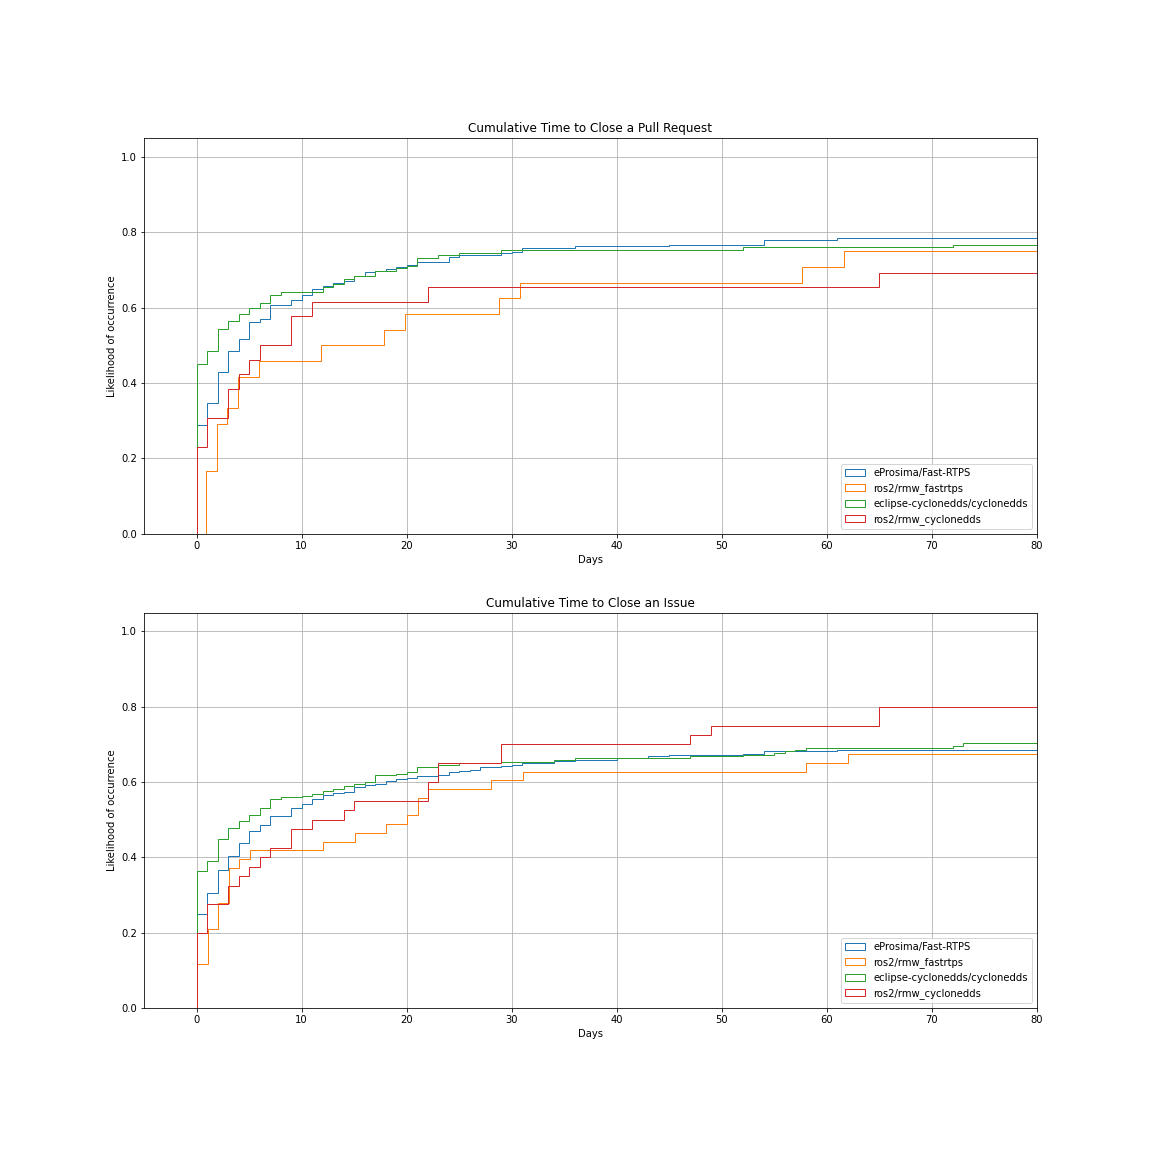 Cumulative Time to Close a Pull Request
1.0
0.8
0.6
0.4
0.2
0.0
Likelihood of occurrence
0 10 20 30 40 50 60 70 80
Days
eProsima/Fast-RTPS
ros2/rmw_fastrtps
eclipse-cyclonedds/cyclonedds
ros2/rmw_cyclonedds
Cumulative Time to Close an Issue
1.0
0.8
0.6
0.4
0.2
0.0
Likelihood of occurrence
0 10 20 30 40 50 60 70 80
Days
eProsima/Fast-RTPS
ros2/rmw_fastrtps
eclipse-cyclonedds/cyclonedds
ros2/rmw_cyclonedds